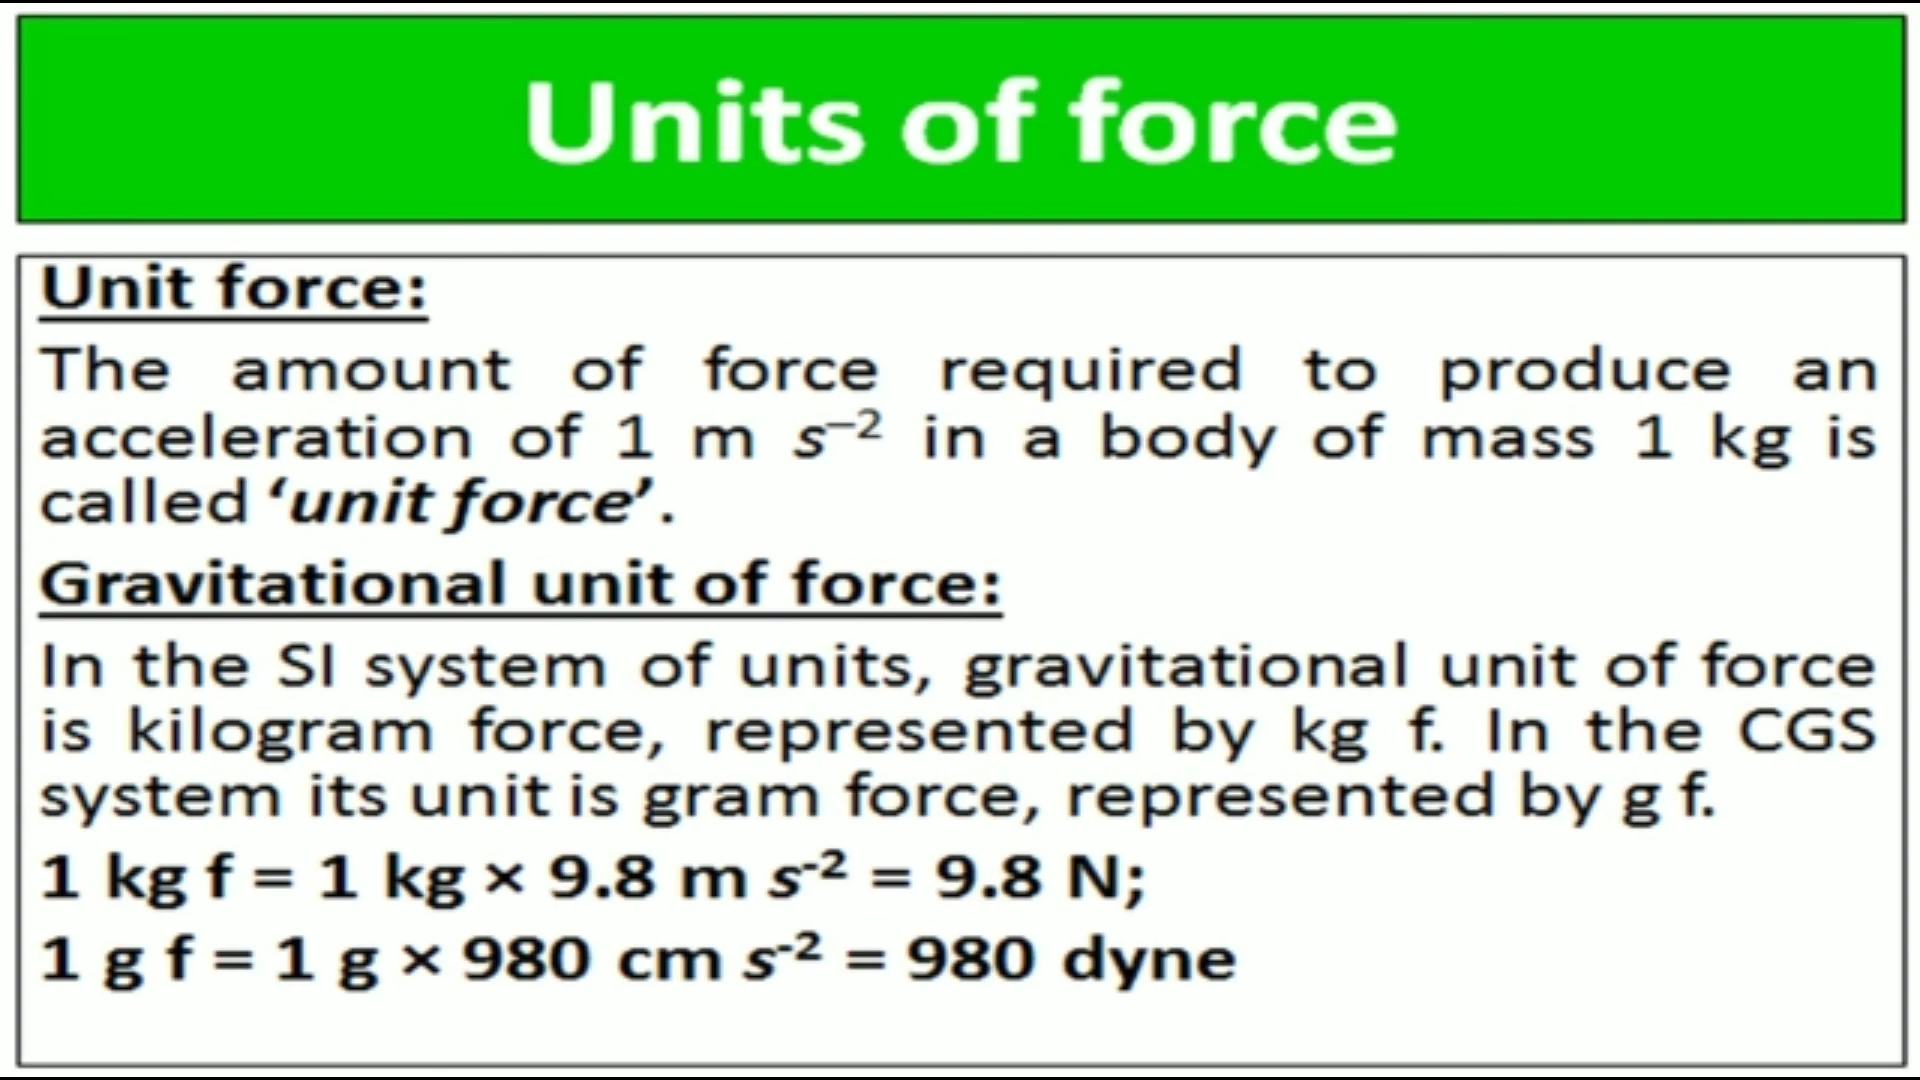 Units of force
Unit force:
The amount of force required to produce an
acceleration of 1 m s⁻² in a body of mass 1 kg is
called ‘unit force’.
Gravitational unit of force:
In the SI system of units, gravitational unit of force
is kilogram force, represented by kg f. In the CGS
system its unit is gram force, represented by g f.
1 kg f = 1 kg × 9.8 m s⁻² = 9.8 N;
1 g f = 1 g × 980 cm s⁻² = 980 dyne